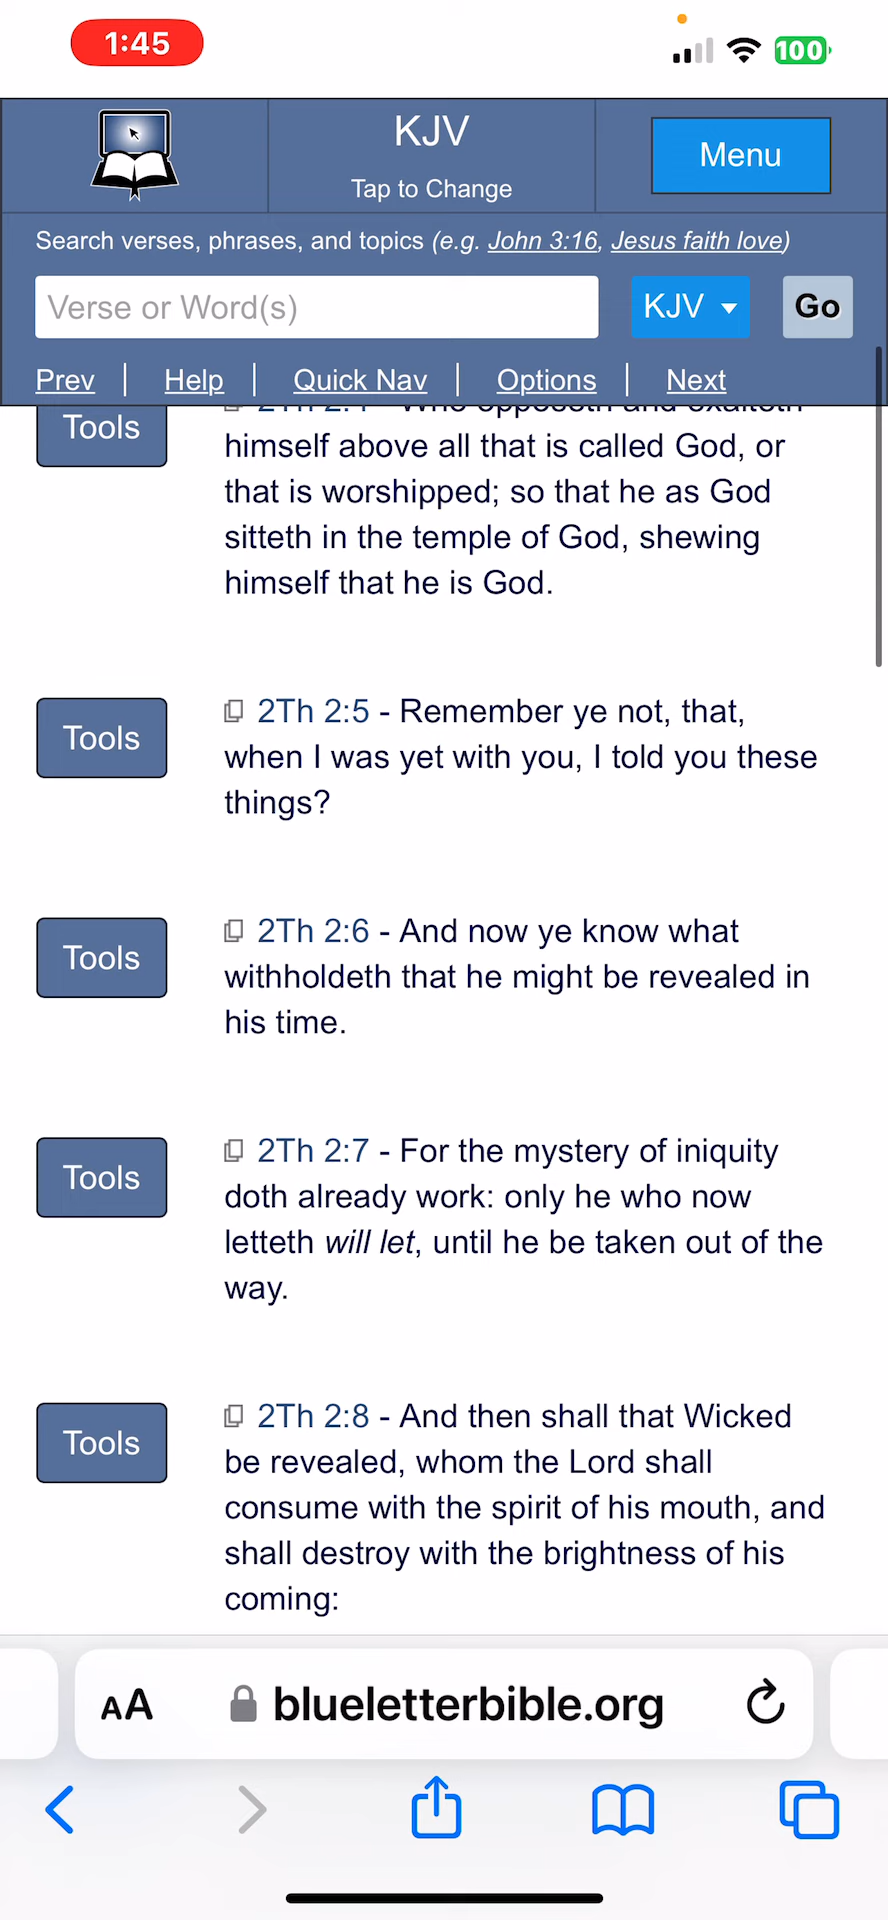 1:45
100
KJV
Tap to Change
Menu
Search verses, phrases, and topics (e.g. John 3:16, Jesus faith love)
Verse or Word(s)
KJV
Go
Prev | Help | Quick Nav | Options | Next
Tools
2Th 2:4 - Who opposeth and exalteth
himself above all that is called God, or
that is worshipped; so that he as God
sitteth in the temple of God, shewing
himself that he is God.
Tools
2Th 2:5 - Remember ye not, that,
when I was yet with you, I told you these
things?
Tools
2Th 2:6 - And now ye know what
withholdeth that he might be revealed in
his time.
Tools
2Th 2:7 - For the mystery of iniquity
doth already work: only he who now
letteth will let, until he be taken out of the
way.
Tools
2Th 2:8 - And then shall that Wicked
be revealed, whom the Lord shall
consume with the spirit of his mouth, and
shall destroy with the brightness of his
coming:
AA
blueletterbible.org